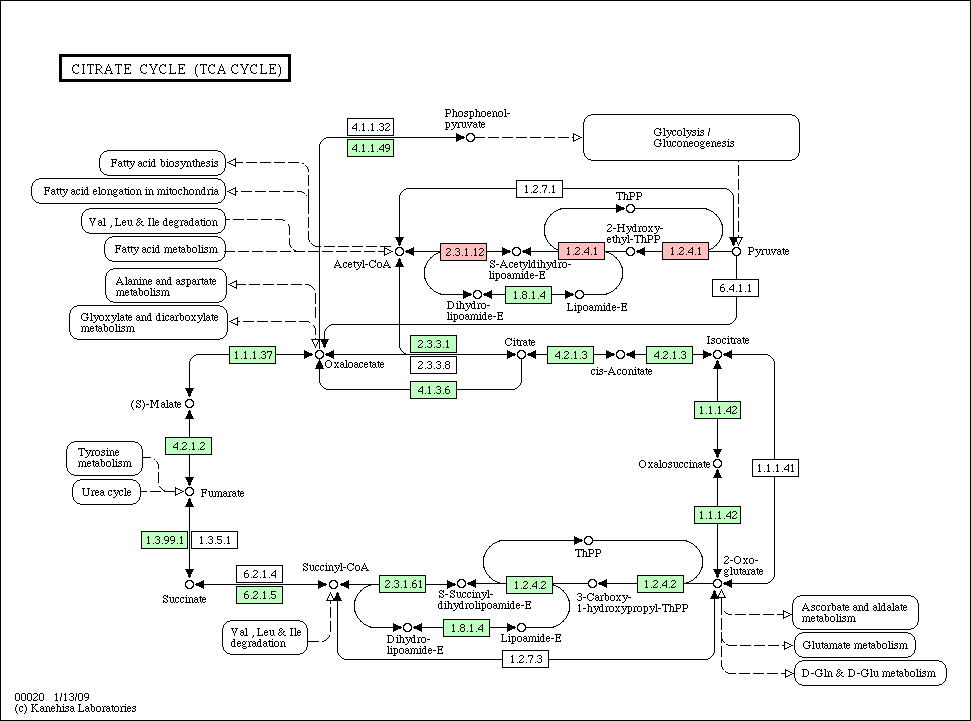 CITRATE CYCLE (TCA CYCLE)
Phosphoenol-
pyruvate
4.1.1.32
4.1.1.49
Glycolysis /
Gluconeogenesis
Fatty acid biosynthesis
Fatty acid elongation in mitochondria
Val , Leu & Ile degradation
Fatty acid metabolism
Alanine and aspartate
metabolism
Glyoxylate and dicarboxylate
metabolism
1.2.7.1
ThPP
2-Hydroxy-
ethyl-ThPP
Acetyl-CoA
2.3.1.12
S-Acetyldihydro-
lipoamide-E
1.2.4.1
1.2.4.1
Pyruvate
6.4.1.1
1.8.1.4
Dihydro-
lipoamide-E
Lipoamide-E
1.1.1.37
Oxaloacetate
2.3.3.1
2.3.3.8
4.1.3.6
Citrate
4.2.1.3
cis-Aconitate
4.2.1.3
Isocitrate
(S)-Malate
1.1.1.42
4.2.1.2
Tyrosine
metabolism
Urea cycle
Fumarate
Oxalosuccinate
1.1.1.41
1.1.1.42
1.3.99.1
1.3.5.1
ThPP
2-Oxo-
glutarate
Succinate
6.2.1.4
6.2.1.5
Succinyl-CoA
2.3.1.61
S-Succinyl-
dihydrolipoamide-E
1.2.4.2
3-Carboxy-
1-hydroxypropyl-ThPP
1.2.4.2
Val , Leu & Ile
degradation
Dihydro-
lipoamide-E
1.8.1.4
Lipoamide-E
1.2.7.3
Ascorbate and aldalate
metabolism
Glutamate metabolism
D-Gln & D-Glu metabolism
00020 1/13/09
(c) Kanehisa Laboratories